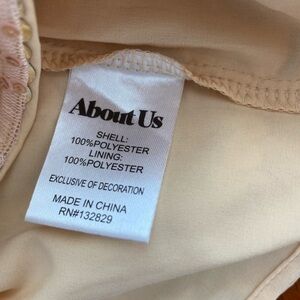 About Us
SHELL:
100%POLYESTER
LINING:
100%POLYESTER
EXCLUSIVE OF DECORATION
MADE IN CHINA
RN#132829